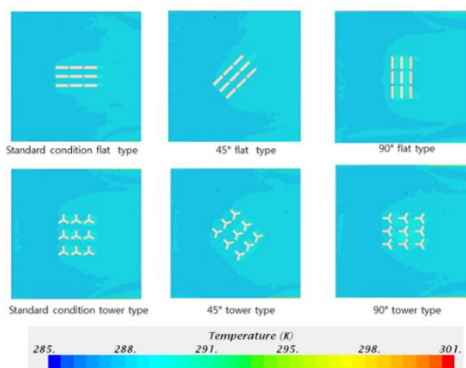 Standard condition flat type
45° flat type
90° flat type
Standard condition tower type
45° tower type
90° tower type
Temperature (K)
285. 288. 291. 295. 298. 301.